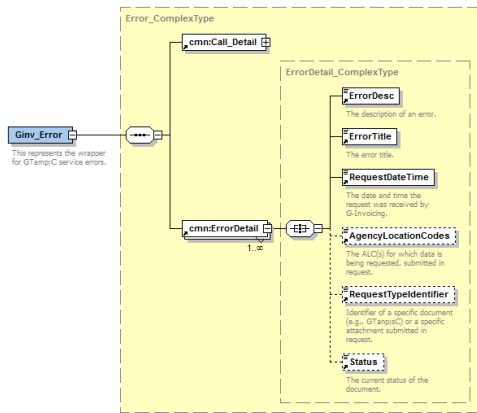 Error_ComplexType
cmn:Call_Detail
ErrorDetail_ComplexType
ErrorDesc
The description of an error.
Ginv_Error
This represents the wrapper
for GTamp;C service errors.
ErrorTitle
The error title.
RequestDateTime
The date and time the
request was received by
G-Invoicing.
cmn:ErrorDetail
1..∞
AgencyLocationCodes
The ALC(s) for which data is
being requested, submitted in
request.
RequestTypeIdentifier
Identifier of a specific document
(e.g., GTanp;sC) or a specific
attachment submitted in
request.
Status
The current status of the
document.